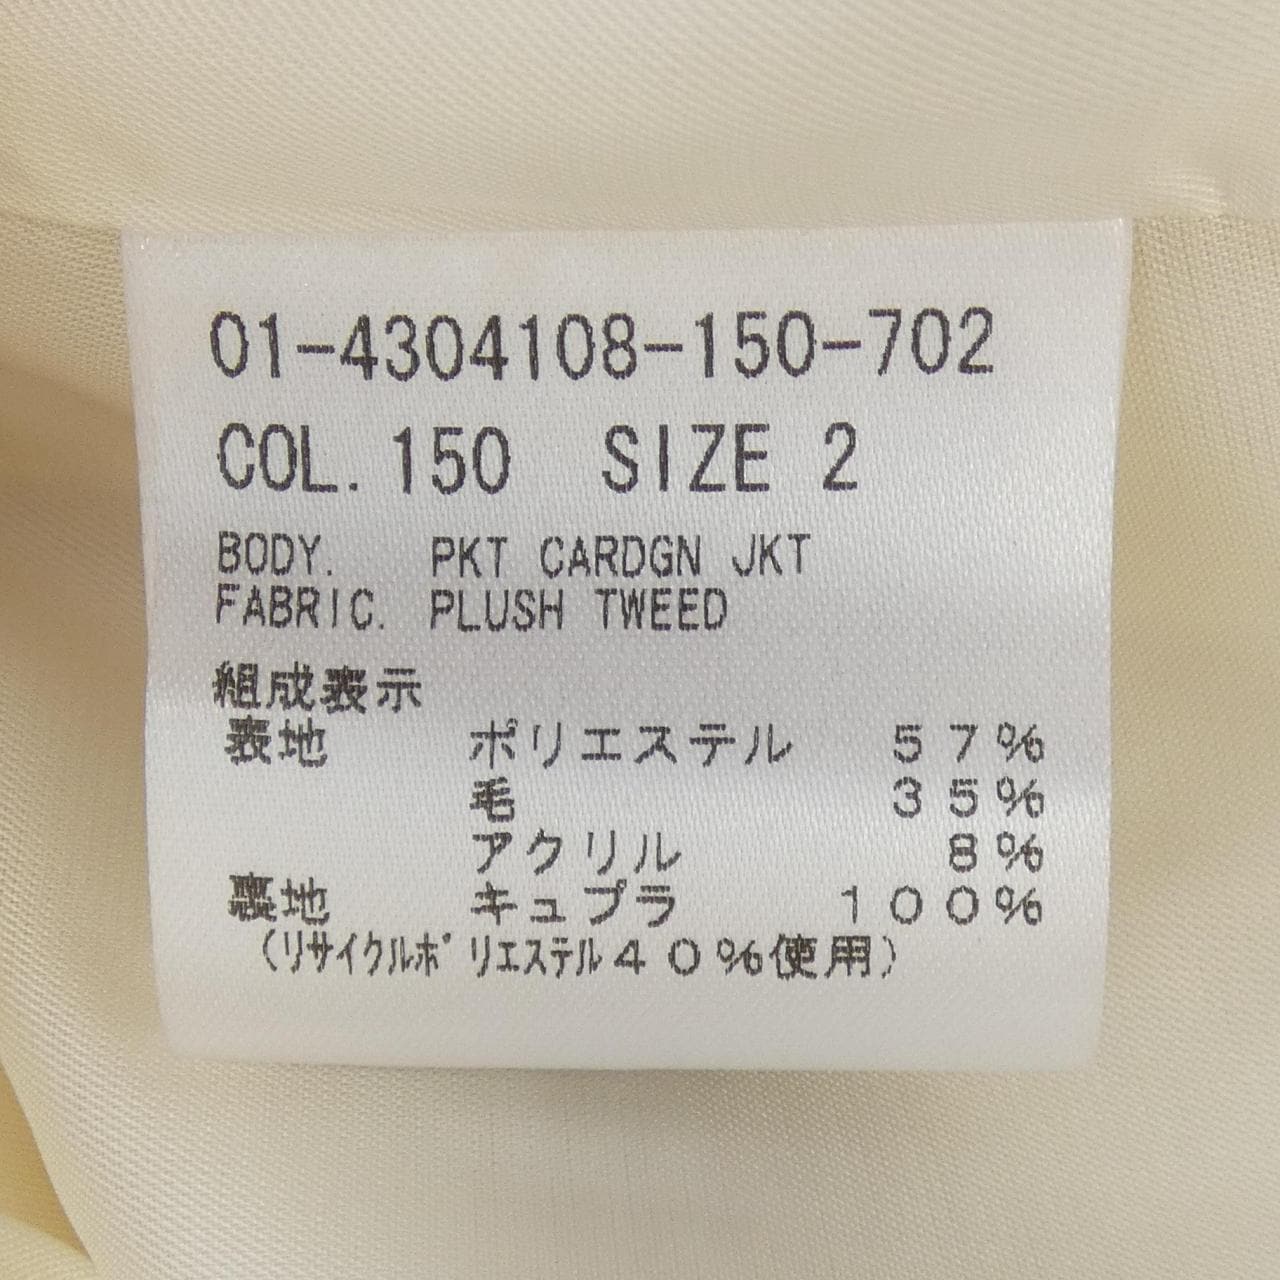 01-4304108-150-702
COL. 150 SIZE 2
BODY. PKT CARDGN JKT
FABRIC. PLUSH TWEED
組成表示
表地 ポリエステル 57%
毛 35%
アクリル 8%
裏地 キュプラ 100%
(リサイクルポリエステル40%使用)